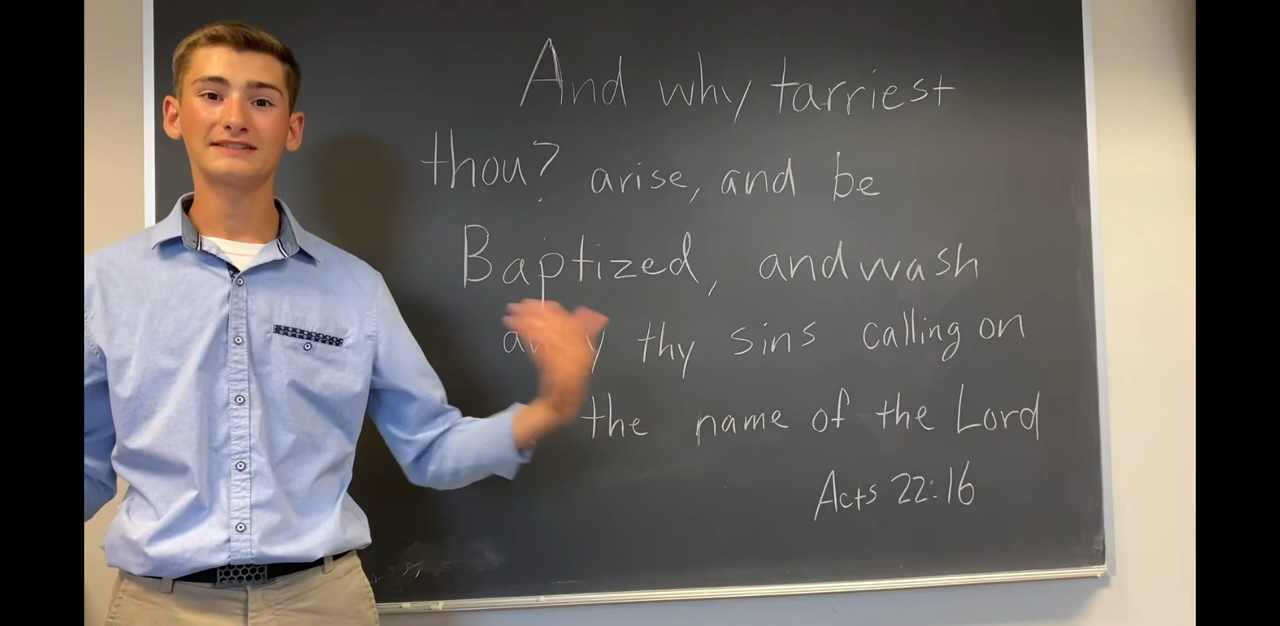 And why tarriest
thou? arise, and be
Baptized, and wash
thy sins calling on
the name of the Lord
Acts 22:16